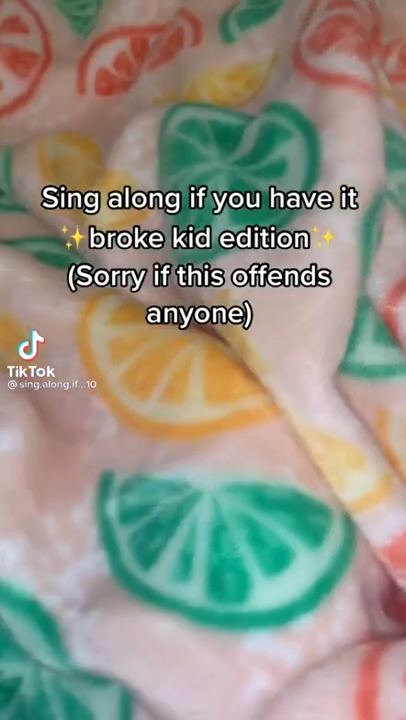 Sing along if you have it
✨broke kid edition✨
(Sorry if this offends
anyone)
TikTok
@sing.along.if...10